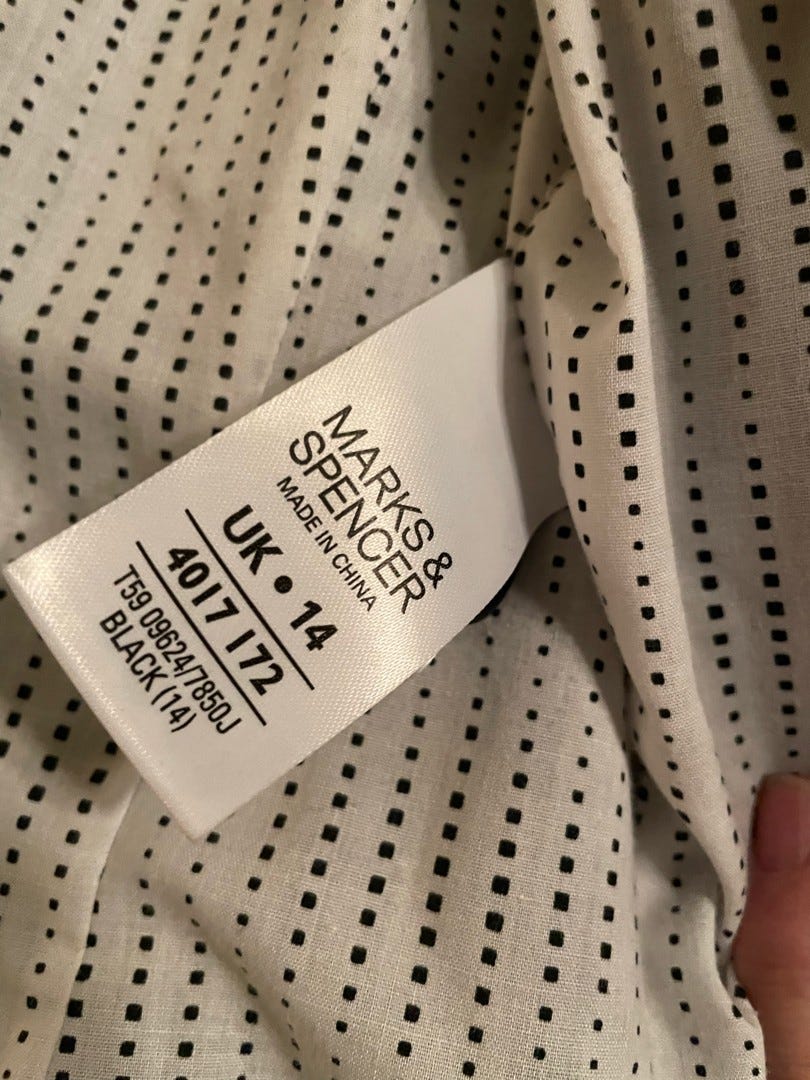 MARKS &
SPENCER
MADE IN CHINA
UK • 14
4017 172
T59 09624/7850J
BLACK (14)